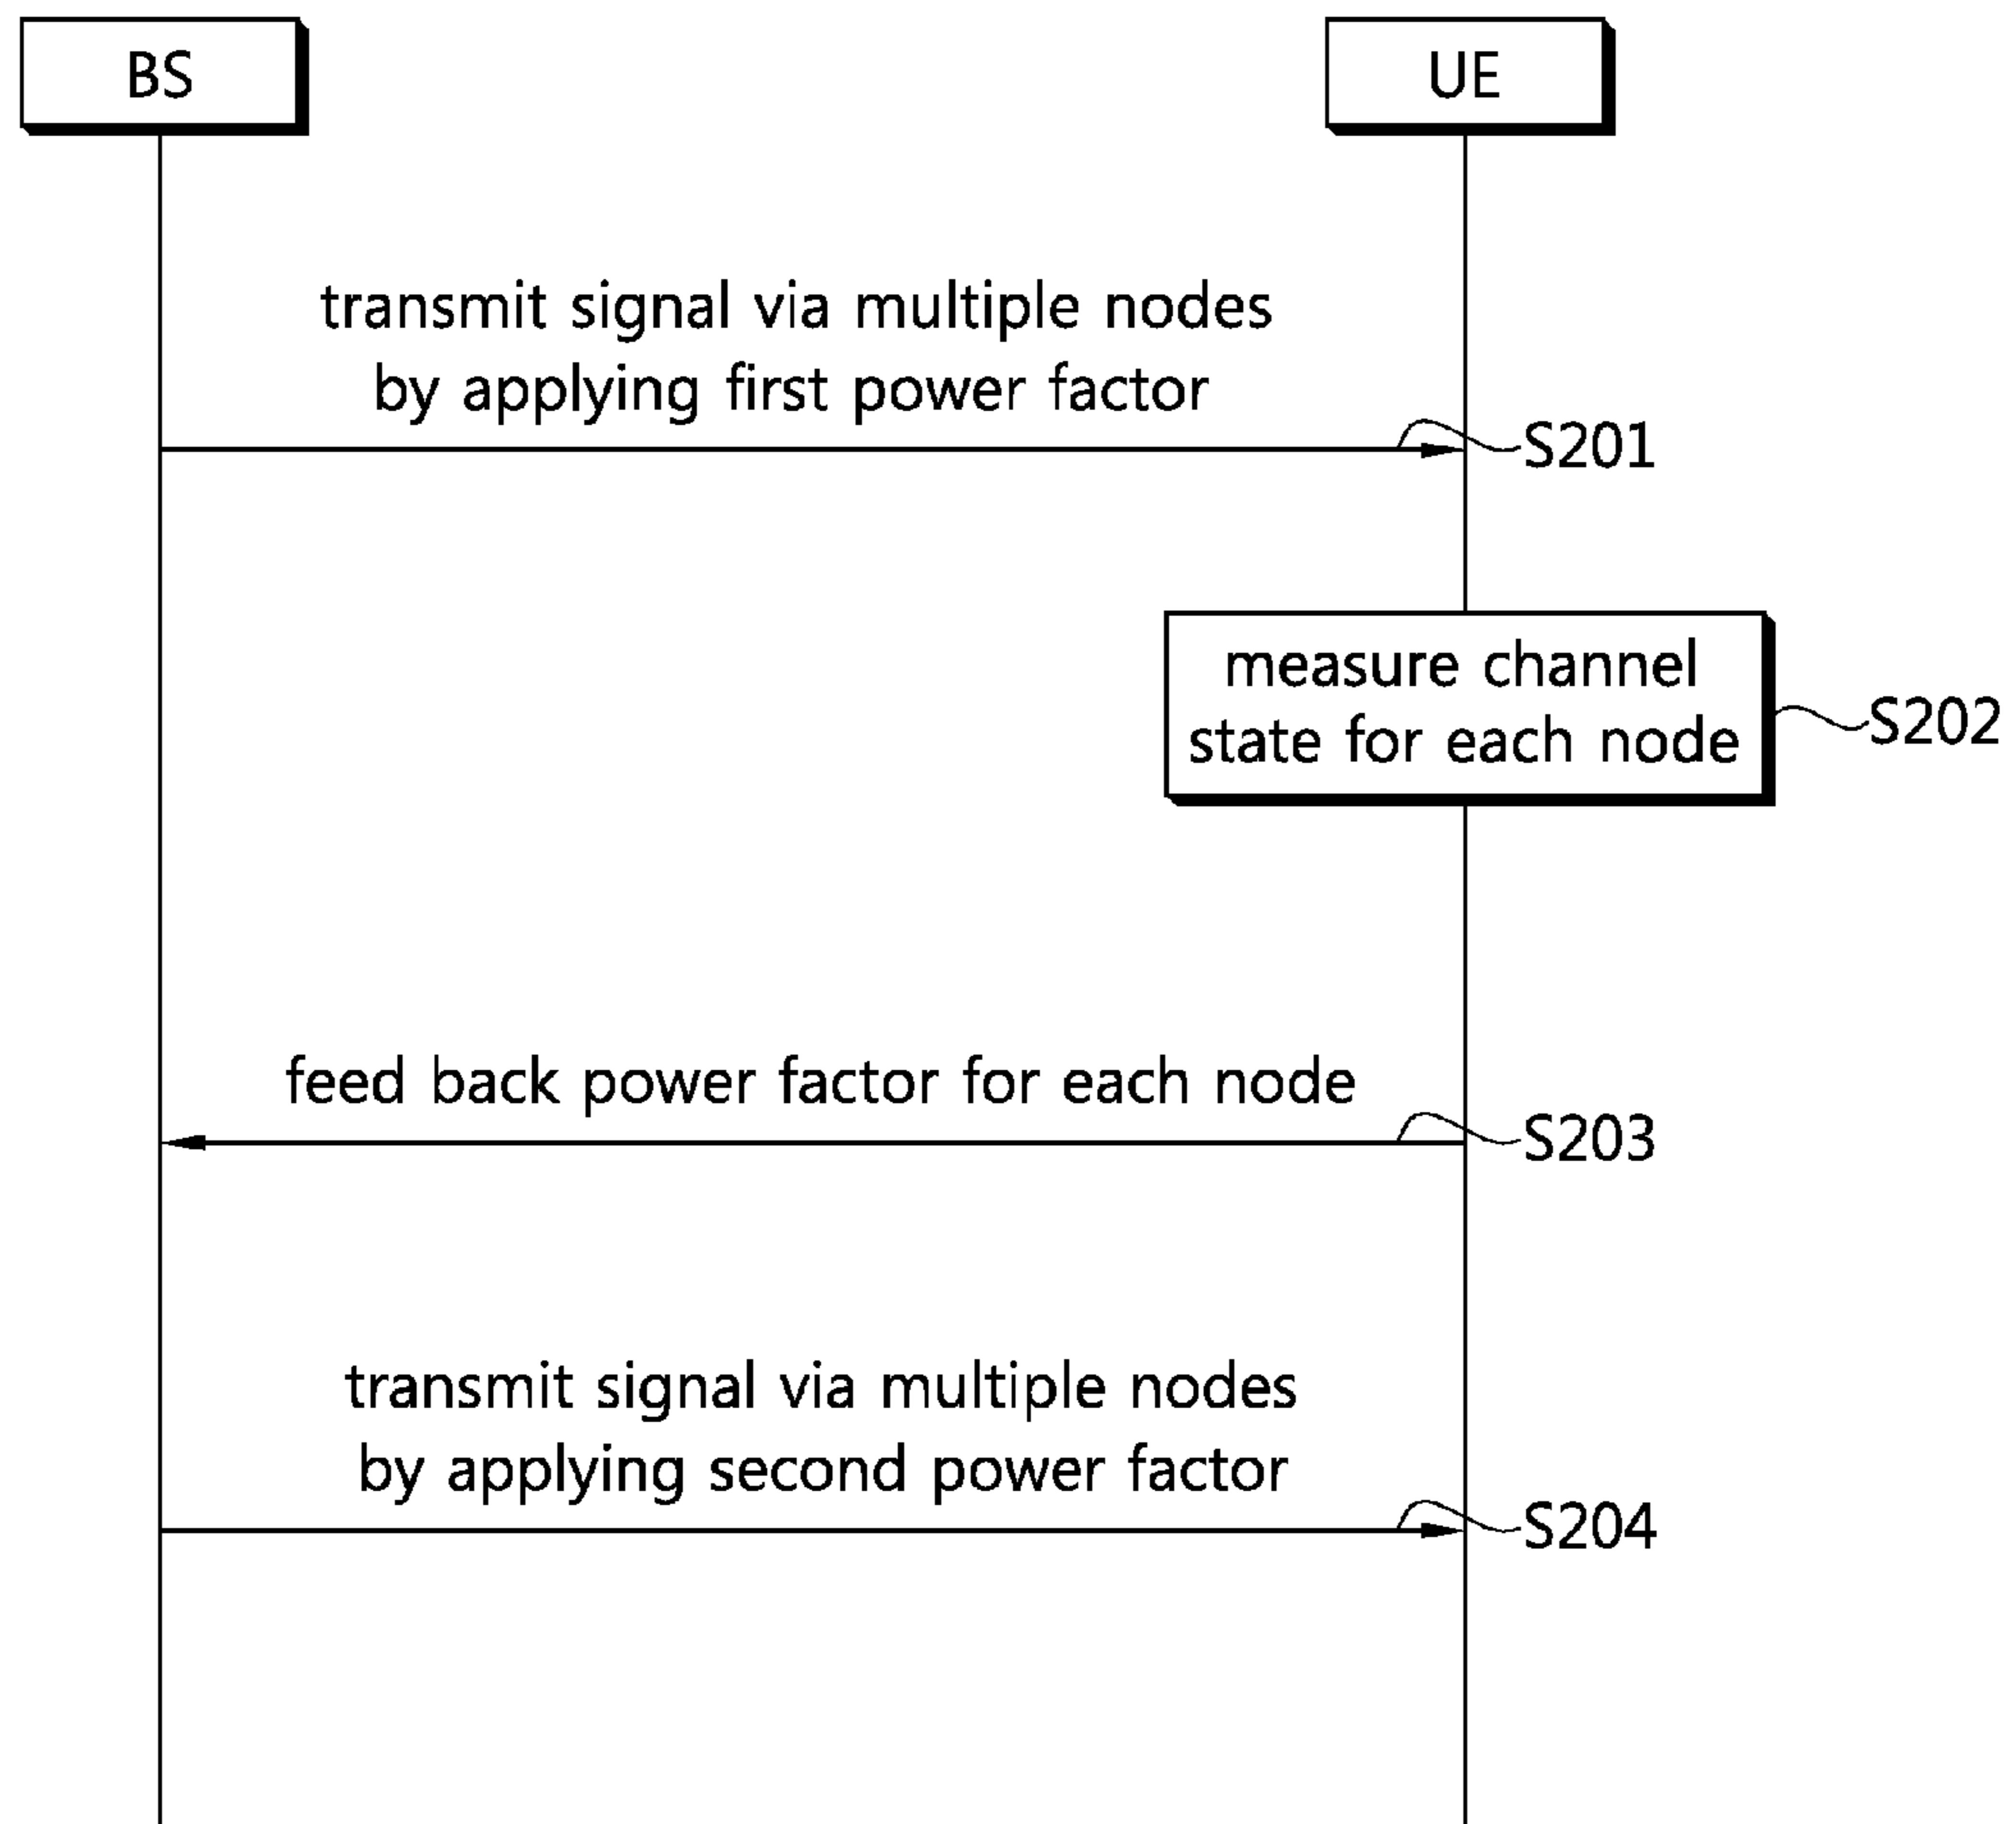 BS
UE
transmit signal via multiple nodes
by applying first power factor
S201
measure channel
state for each node
S202
feed back power factor for each node
S203
transmit signal via multiple nodes
by applying second power factor
S204